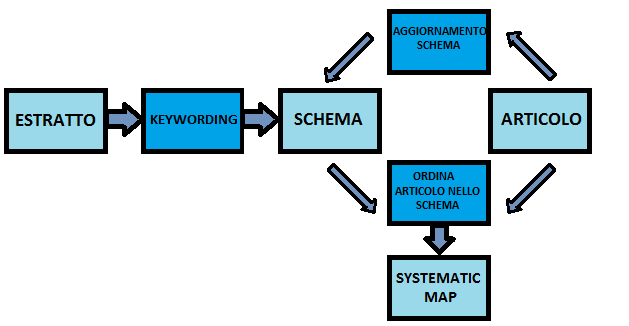 AGGIORNAMENTO
SCHEMA
ESTRATTO
KEYWORDING
SCHEMA
ARTICOLO
ORDINA
ARTICOLO NELLO
SCHEMA
SYSTEMATIC
MAP